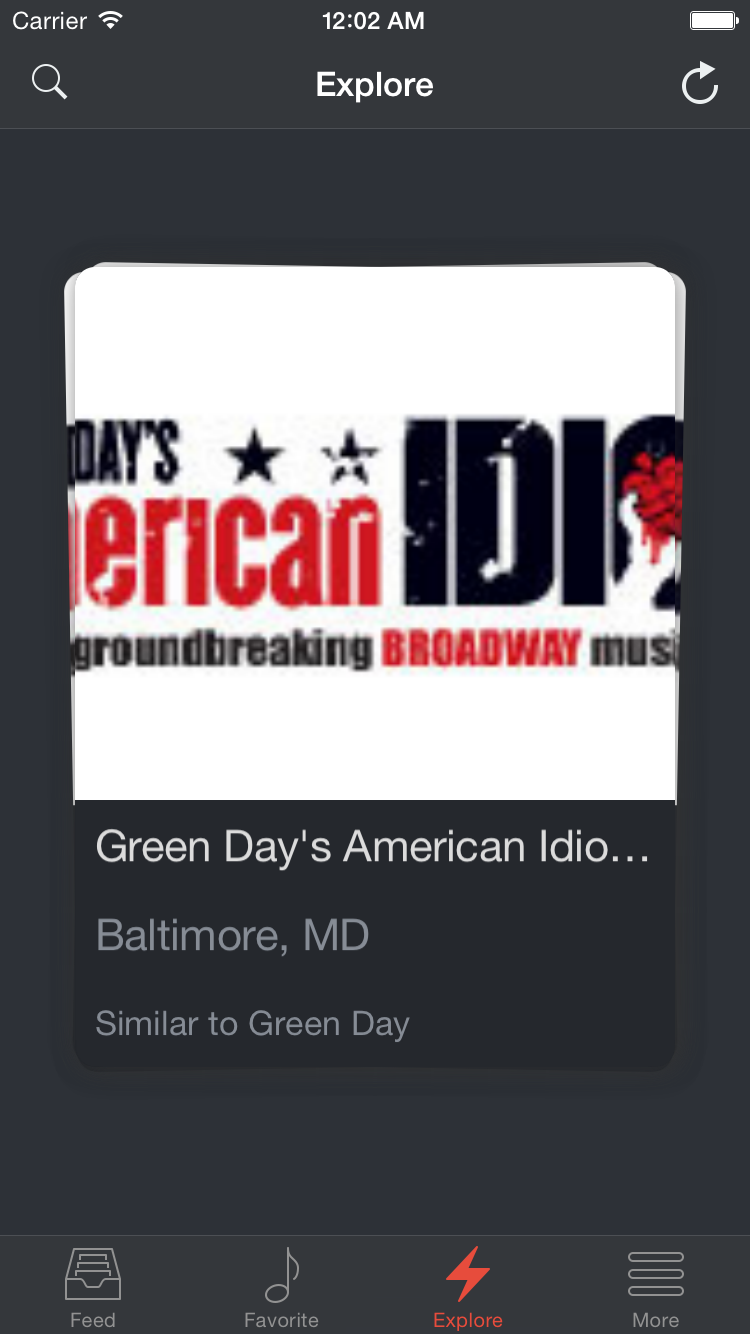 Carrier 12:02 AM
Explore
DAY'S
erican IDIO
groundbreaking BROADWAY musi
Green Day's American Idio...
Baltimore, MD
Similar to Green Day
Feed Favorite Explore More